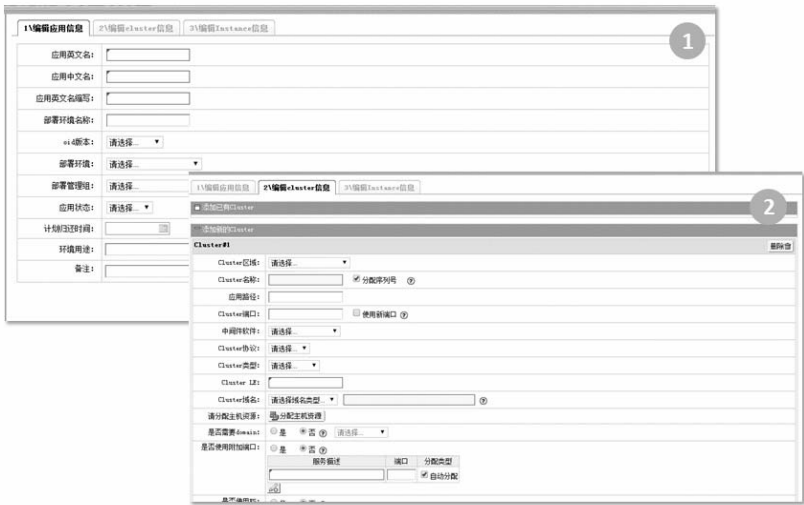 1\编辑应用信息 2\编辑cluster信息 3\编辑Instance信息
1
应用英文名:
应用中文名:
应用英文名缩写:
部署环境名称:
oid版本: 请选择...
部署环境: 请选择...
部署管理组: 请选择...
应用状态: 请选择...
计划归还时间:
环境用途:
备注:
1\编辑应用信息 2\编辑cluster信息 3\编辑Instance信息
2
添加已有Cluster
添加新的Cluster
Cluster#1
Cluster区域: 请选择...
Cluster名称: 分配序列号
应用路径:
Cluster端口: 使用新端口
中间件软件: 请选择...
Cluster协议: 请选择...
Cluster类型: 请选择...
Cluster LB:
Cluster域名: 请选择域名类型...
请分配主机资源: 分配主机资源
是否需要domain: 是 否 请选择...
是否使用附加端口: 是 否
服务描述 端口 分配类型
自动分配